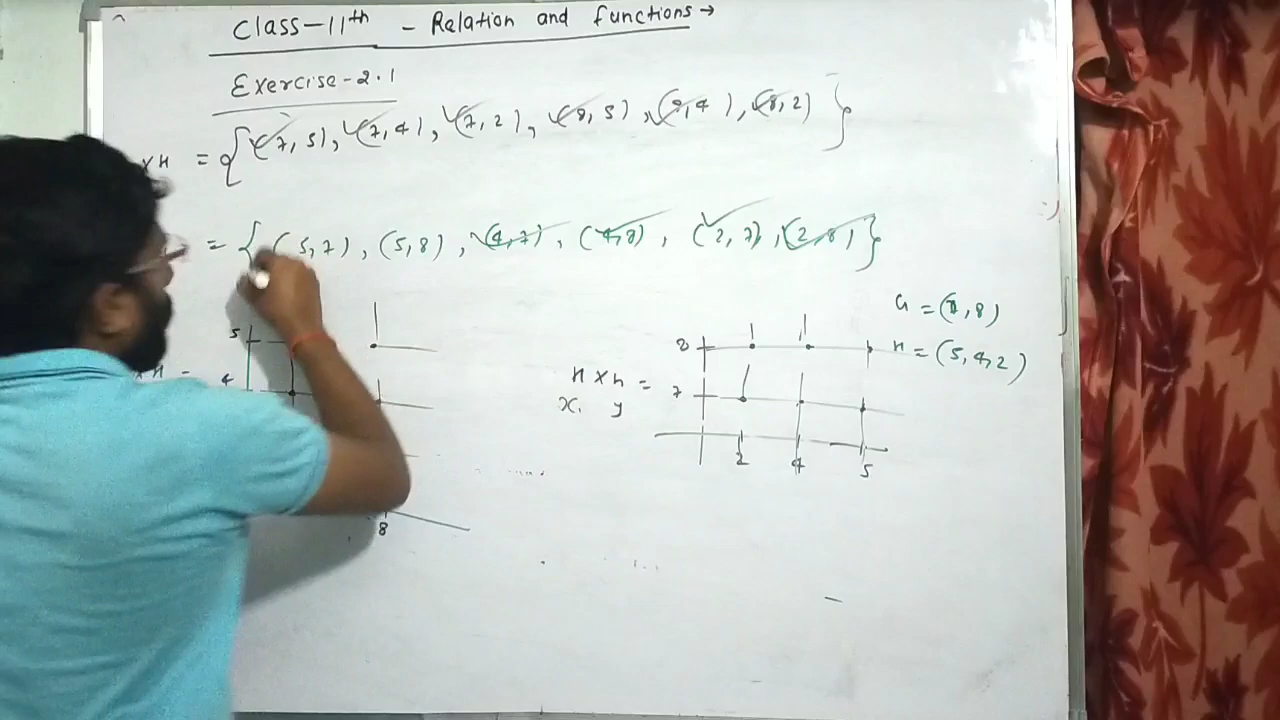 Class-11th - Relation and functions →
Exercise-2.1
xH = {(7,5), (7,4), (7,2), (8,5), (8,4), (8,2)}
= {(5,7), (5,8), (4,7), (4,8), (2,7), (2,8)}
G = (7,8)
H = (5,4,2)
5
4
8
H x h =
x. y
8
7
2 4 5